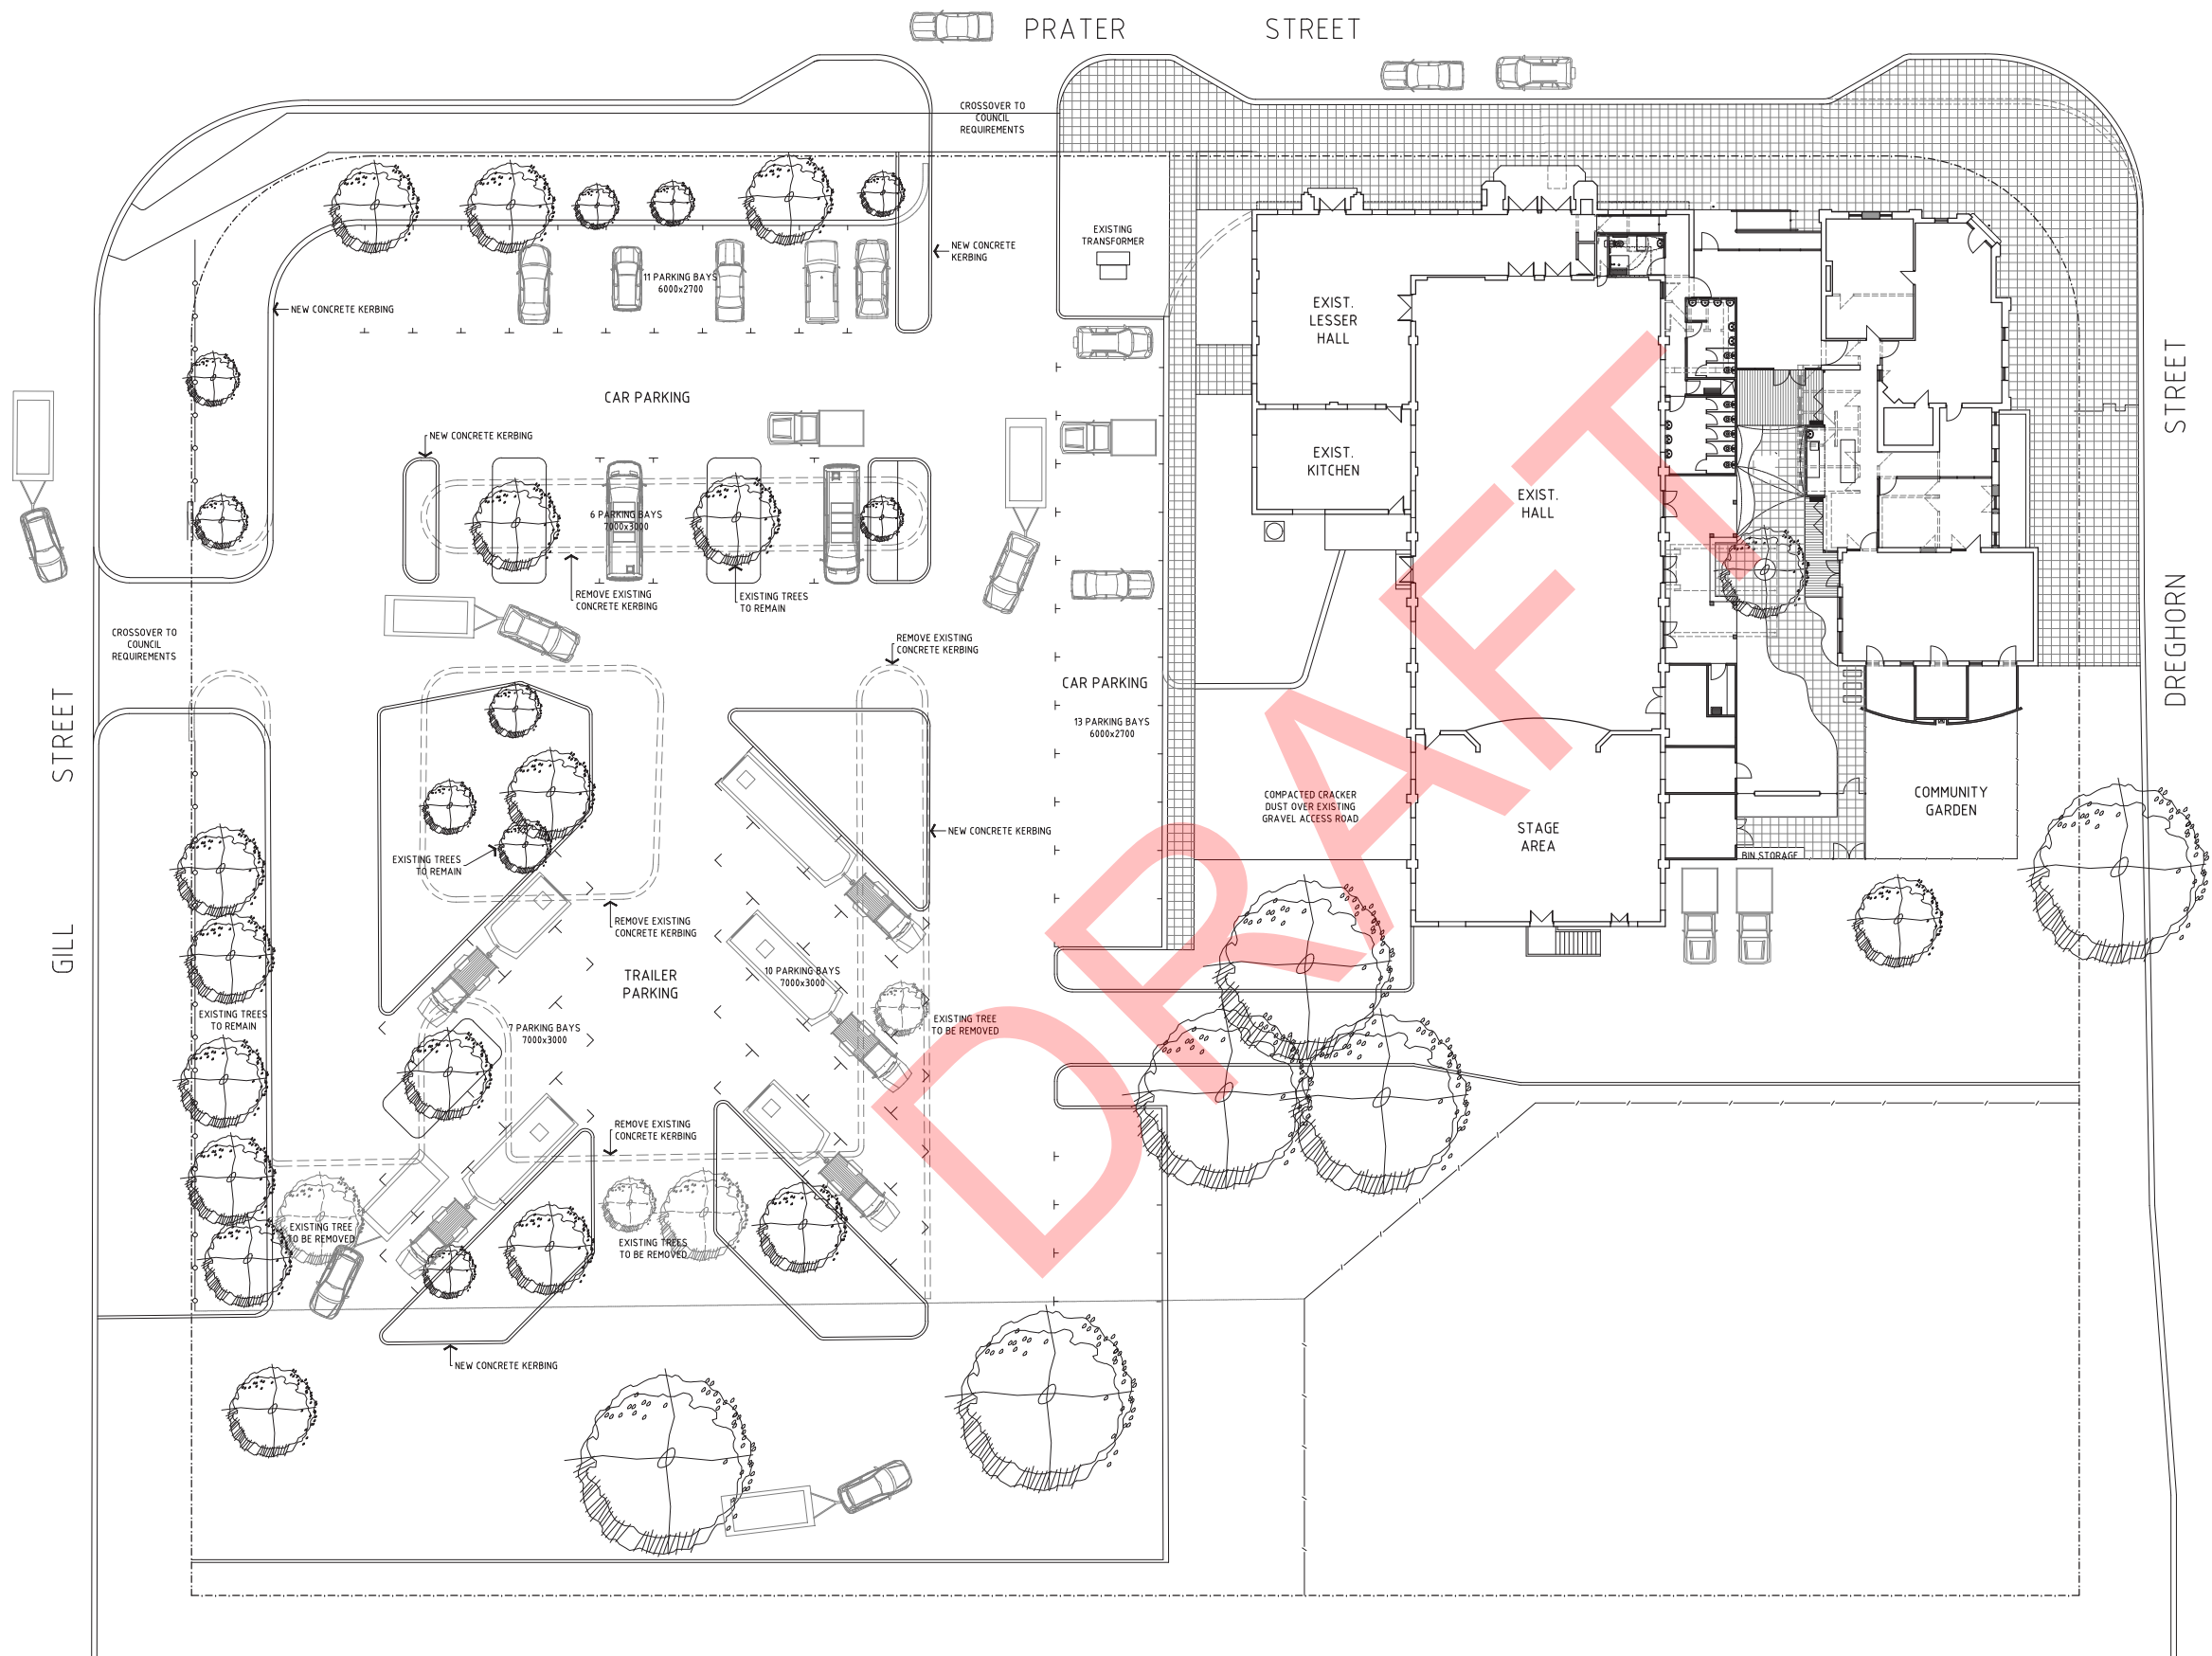 PRATER STREET
CROSSOVER TO
COUNCIL
REQUIREMENTS
NEW CONCRETE
KERBING
EXISTING
TRANSFORMER
11 PARKING BAYS
6000x2700
NEW CONCRETE KERBING
EXIST.
LESSER
HALL
CAR PARKING
NEW CONCRETE KERBING
EXIST.
KITCHEN
EXIST.
HALL
6 PARKING BAYS
7000x3000
REMOVE EXISTING
CONCRETE KERBING
EXISTING TREES
TO REMAIN
CROSSOVER TO
COUNCIL
REQUIREMENTS
REMOVE EXISTING
CONCRETE KERBING
CAR PARKING
13 PARKING BAYS
6000x2700
DREGHORN STREET
GILL STREET
COMPACTED CRACKER
DUST OVER EXISTING
GRAVEL ACCESS ROAD
NEW CONCRETE KERBING
STAGE
AREA
COMMUNITY
GARDEN
BIN STORAGE
EXISTING TREES
TO REMAIN
REMOVE EXISTING
CONCRETE KERBING
TRAILER
PARKING
10 PARKING BAYS
7000x3000
EXISTING TREES
TO REMAIN
7 PARKING BAYS
7000x3000
EXISTING TREE
TO BE REMOVED
REMOVE EXISTING
CONCRETE KERBING
EXISTING TREE
TO BE REMOVED
EXISTING TREES
TO BE REMOVED
NEW CONCRETE KERBING
DRAFT